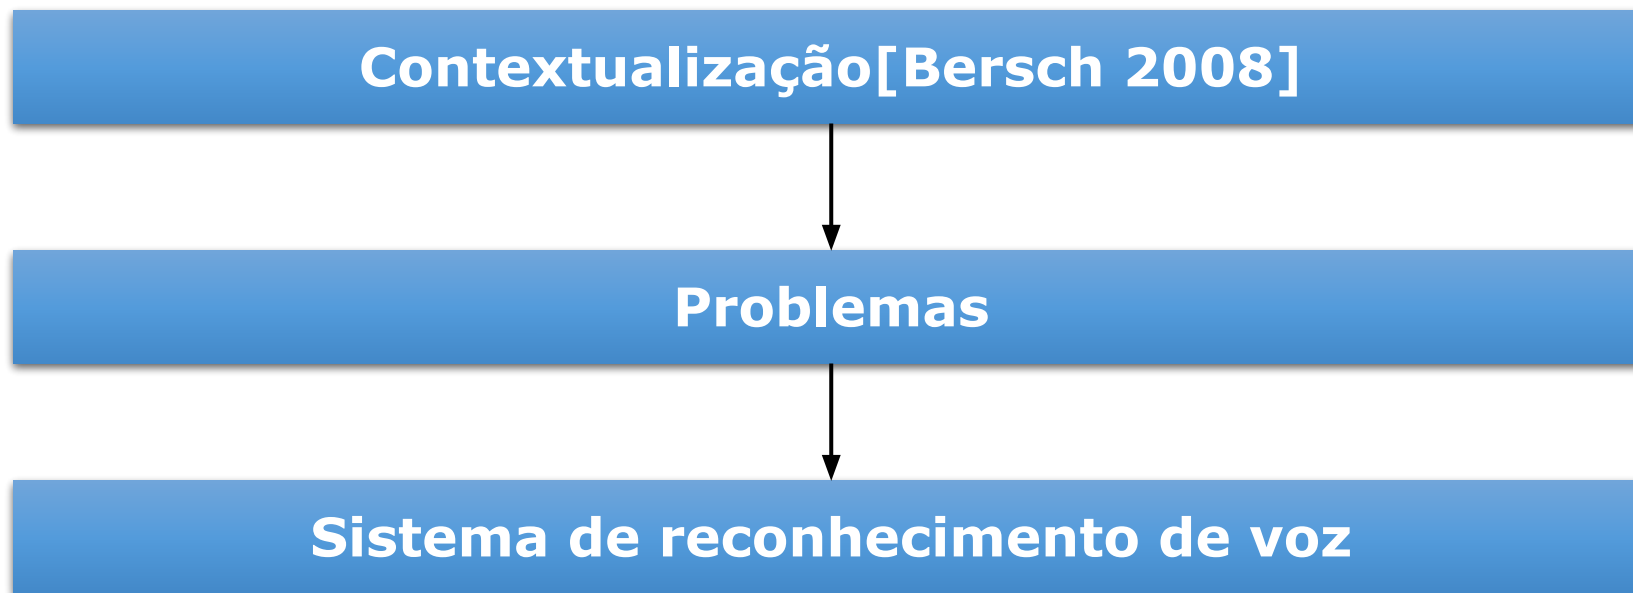 Contextualização[Bersch 2008]
Problemas
Sistema de reconhecimento de voz